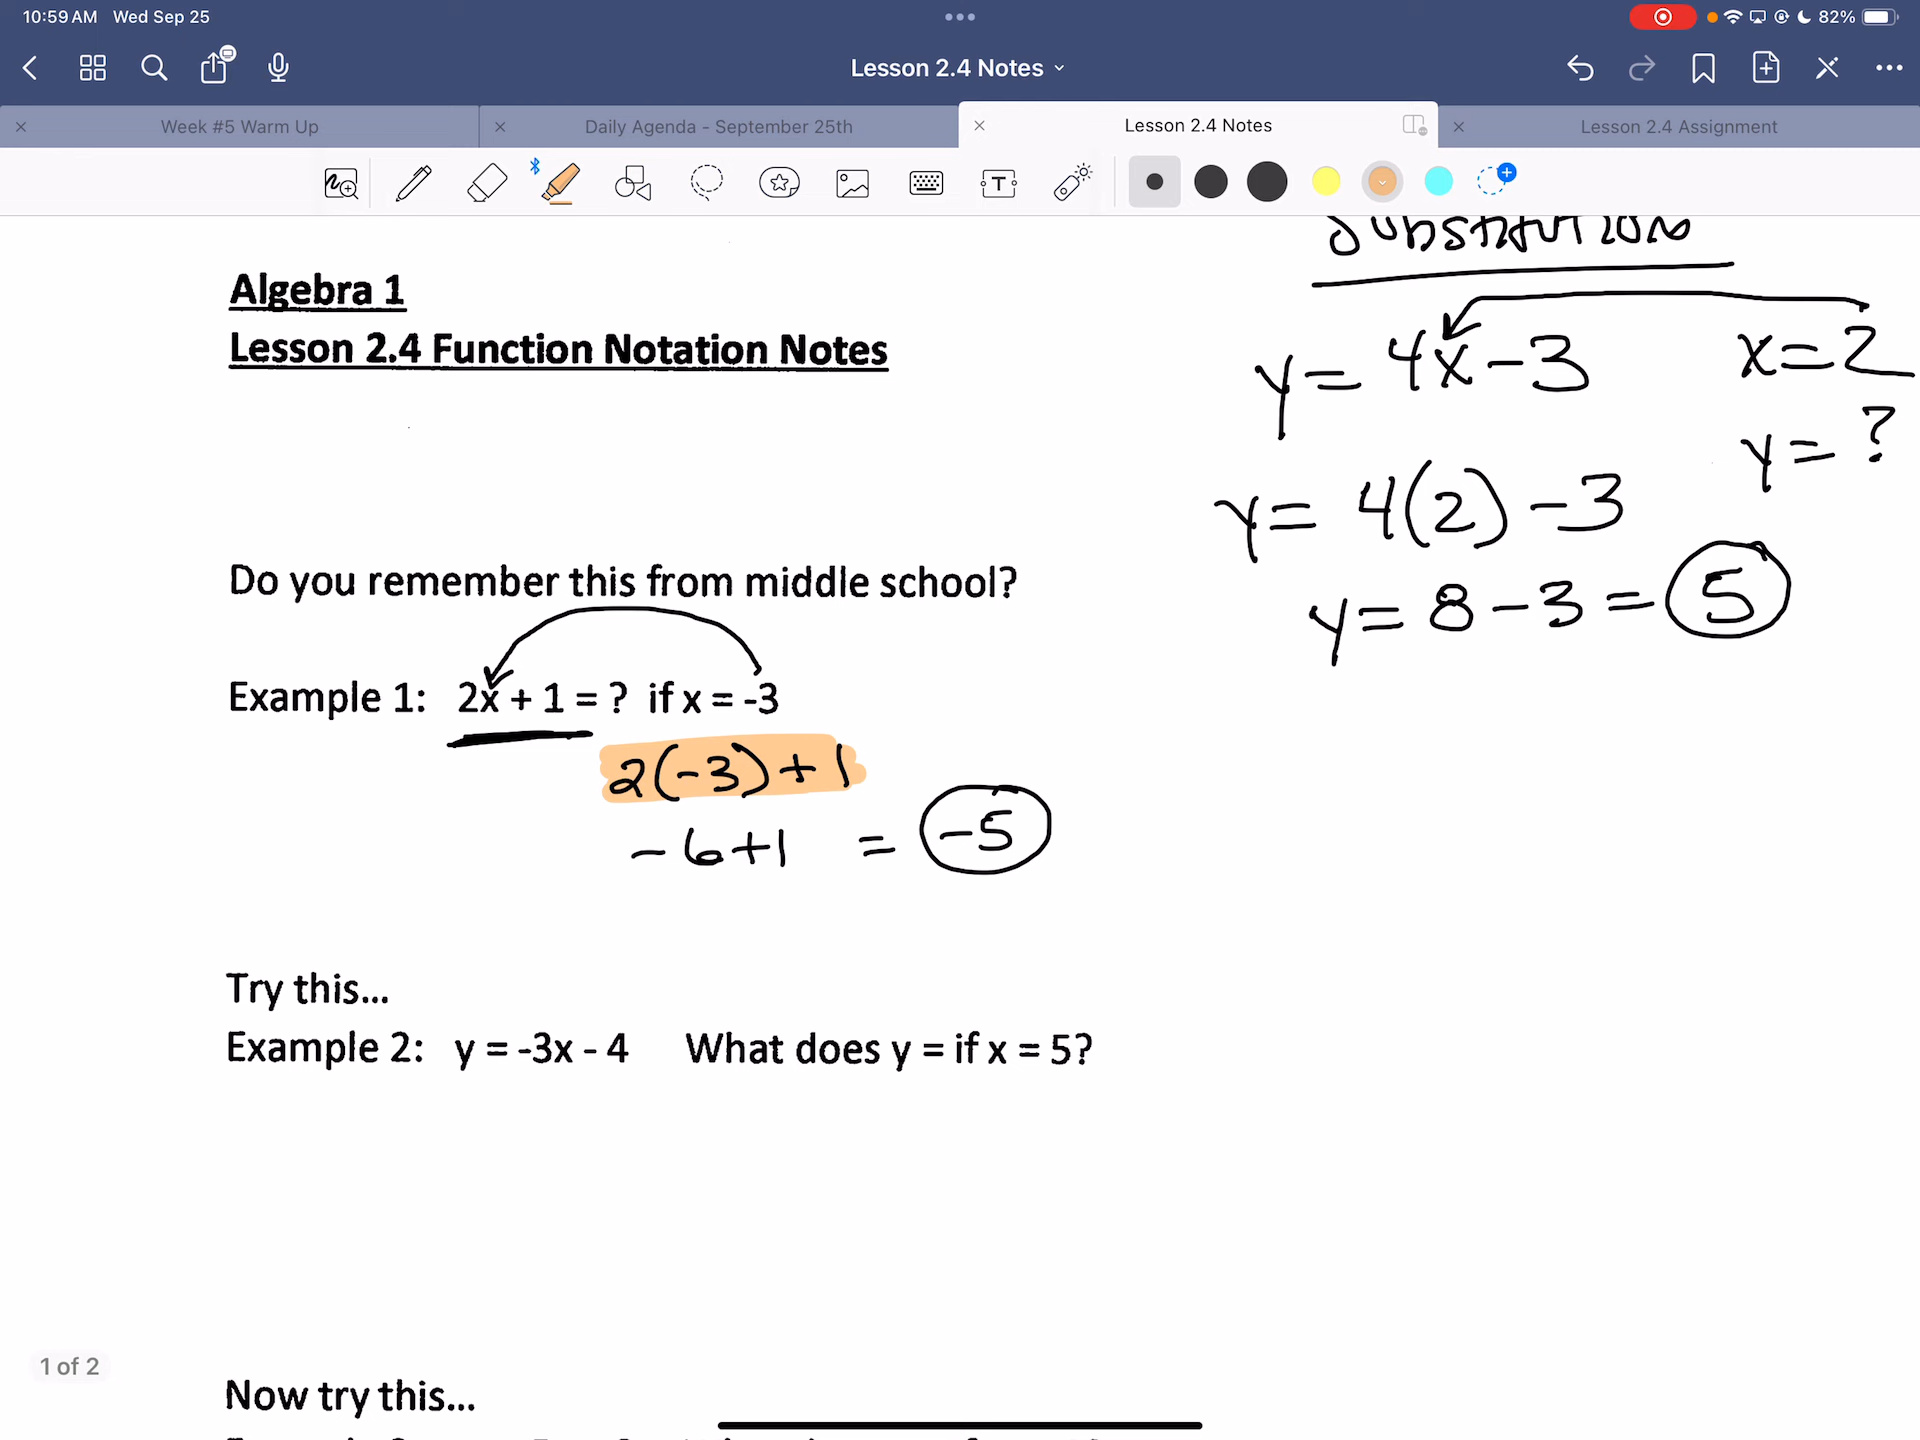 10:59 AM Wed Sep 25
82%
Lesson 2.4 Notes
Week #5 Warm Up
Daily Agenda - September 25th
Lesson 2.4 Notes
Lesson 2.4 Assignment
T
Substitution
Algebra 1
Lesson 2.4 Function Notation Notes
y = 4x - 3 x = 2
y = ?
y = 4(2) - 3
y = 8 - 3 = 5
Do you remember this from middle school?
Example 1: 2x + 1 = ? if x = -3
2(-3) + 1
-6+1 = -5
Try this...
Example 2: y = -3x - 4 What does y = if x = 5?
1 of 2
Now try this...